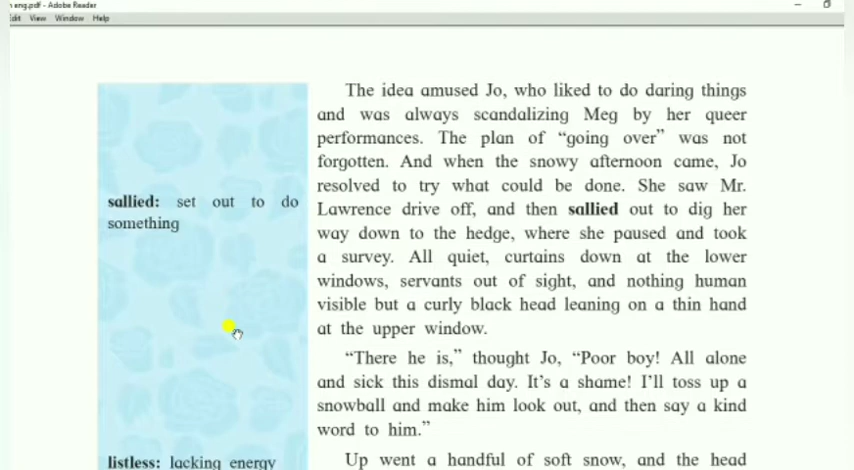 eng.pdf - Adobe Reader
Edit View Window Help
The idea amused Jo, who liked to do daring things
and was always scandalizing Meg by her queer
performances. The plan of “going over” was not
forgotten. And when the snowy afternoon came, Jo
resolved to try what could be done. She saw Mr.
Lawrence drive off, and then sallied out to dig her
way down to the hedge, where she paused and took
a survey. All quiet, curtains down at the lower
windows, servants out of sight, and nothing human
visible but a curly black head leaning on a thin hand
at the upper window.
“There he is,” thought Jo, “Poor boy! All alone
and sick this dismal day. It’s a shame! I’ll toss up a
snowball and make him look out, and then say a kind
word to him.”
Up went a handful of soft snow, and the head
sallied: set out to do
something
listless: lacking energy